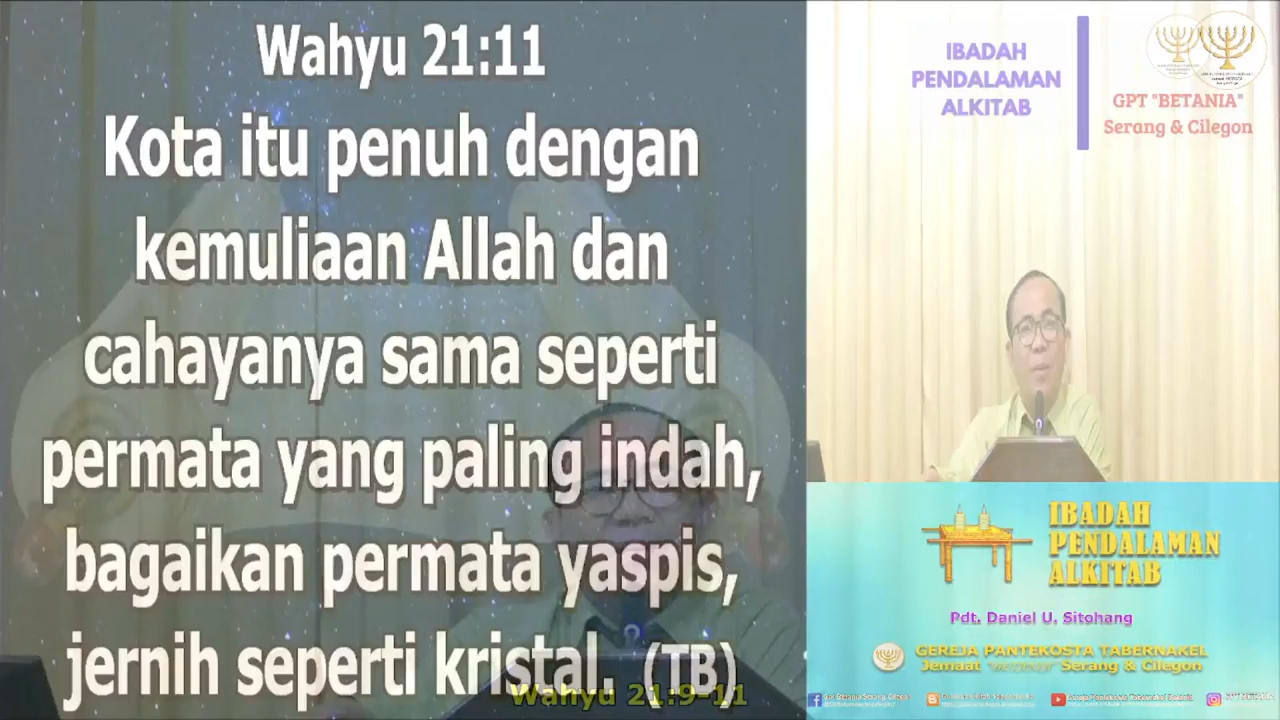 Wahyu 21:11
Kota itu penuh dengan
kemuliaan Allah dan
cahayanya sama seperti
permata yang paling indah,
bagaikan permata yaspis,
jernih seperti kristal. (TB)
Wahyu 21:9-11
IBADAH
PENDALAMAN
ALKITAB
GPT "BETANIA"
Serang & Cilegon
IBADAH
PENDALAMAN
ALKITAB
Pdt. Daniel U. Sitohang
GEREJA PANTEKOSTA TABERNAKEL
Jemaat "BETANIA" Serang & Cilegon